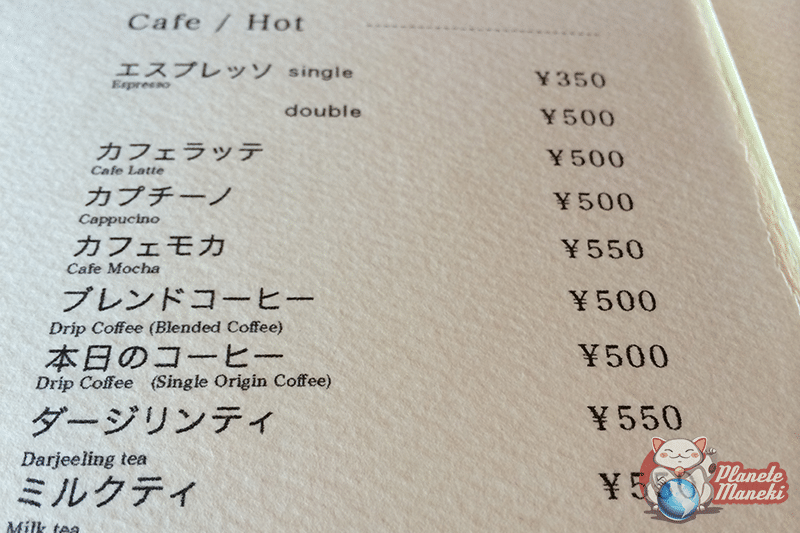 Cafe / Hot
エスプレッソ single ¥350
Espresso
double ¥500
カフェラッテ ¥500
Cafe Latte
カプチーノ ¥500
Cappucino
カフェモカ ¥550
Cafe Mocha
ブレンドコーヒー ¥500
Drip Coffee (Blended Coffee)
本日のコーヒー ¥500
Drip Coffee (Single Origin Coffee)
ダージリンティ ¥550
Darjeeling tea
ミルクティ
Milk tea
Planete
Maneki